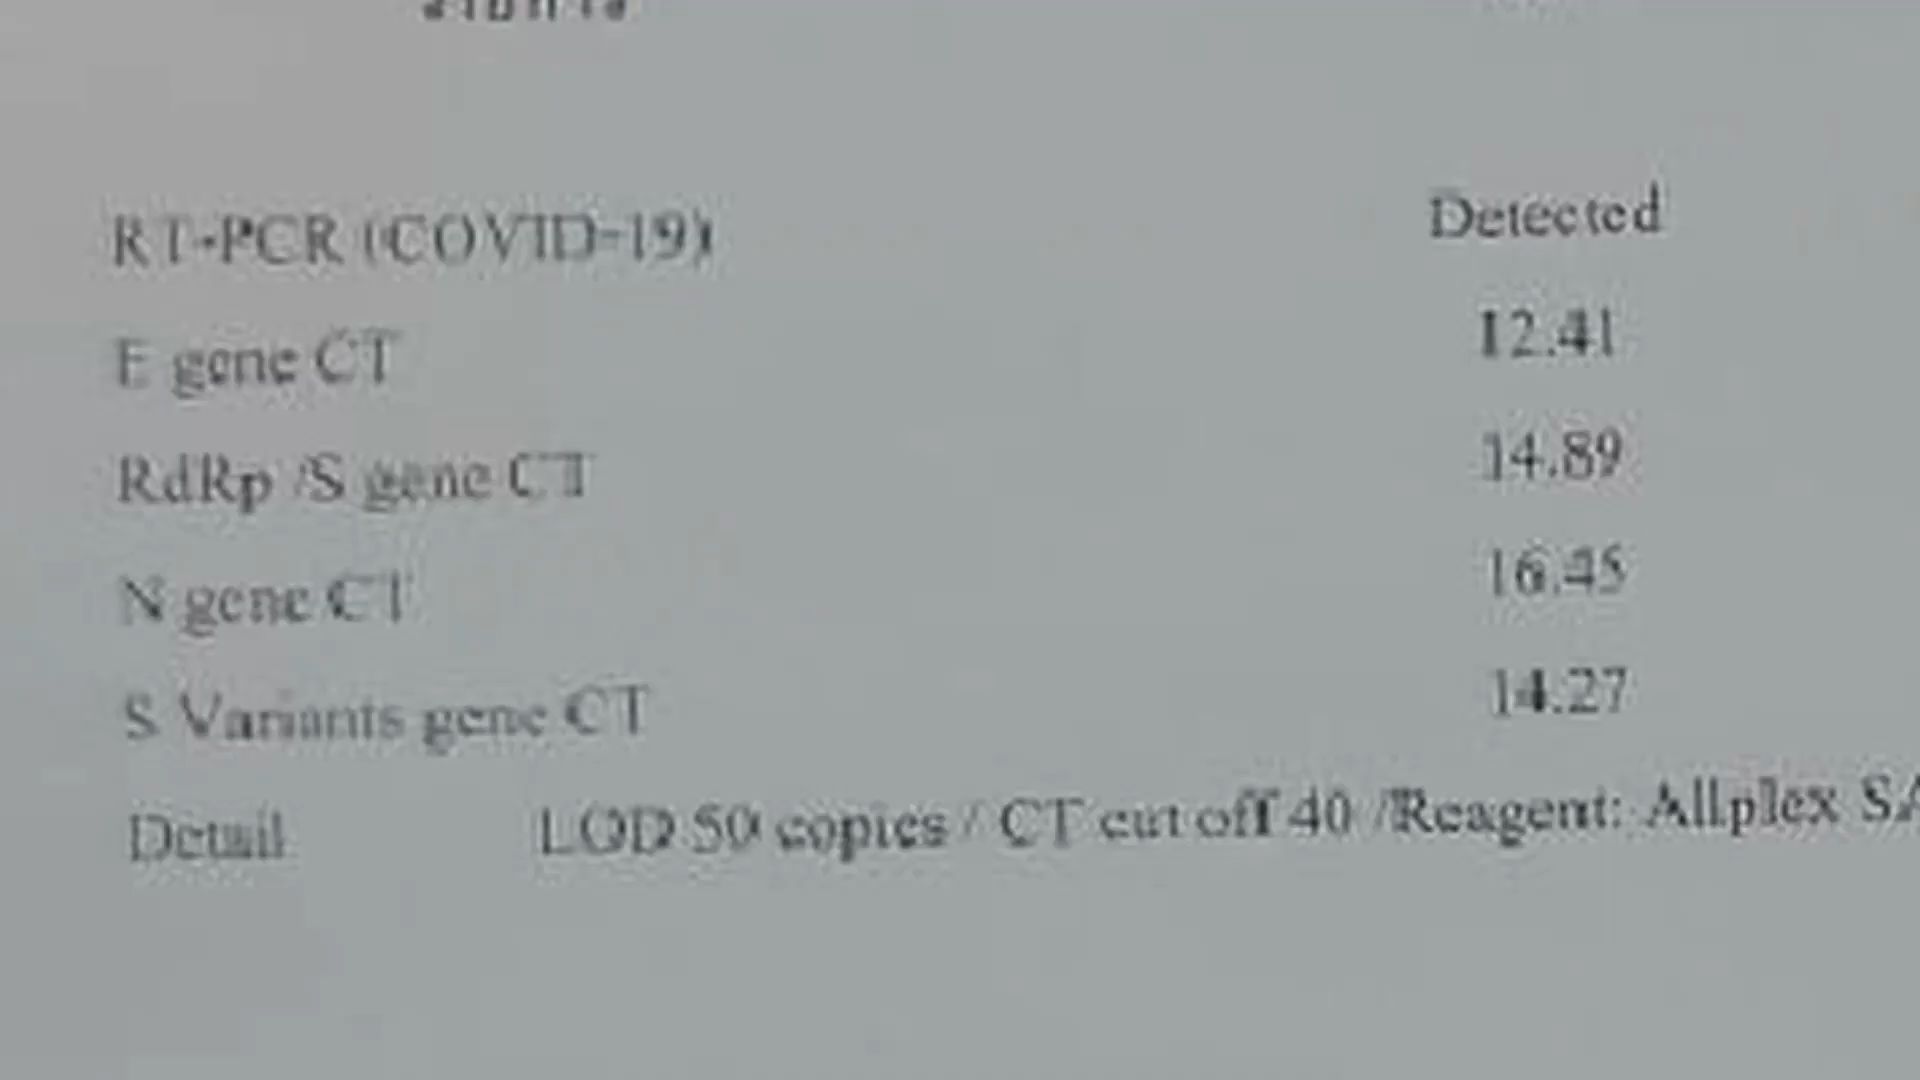 RT-PCR (COVID-19) Detected
E gene CT 12.41
RdRp /S gene CT 14.89
N gene CT 16.45
S Variants gene CT 14.27
Detail LOD 50 copies / CT cut off 40 /Reagent: Allplex SA